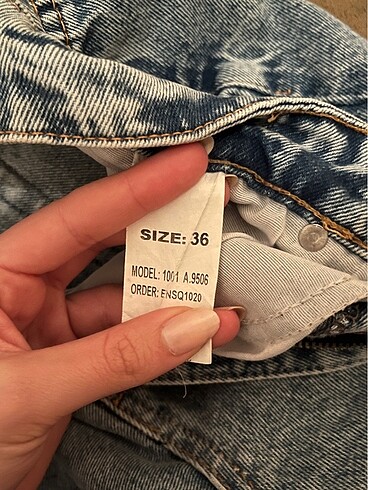 SIZE: 36
MODEL: 1001 A.9506
ORDER: ENSQ1020